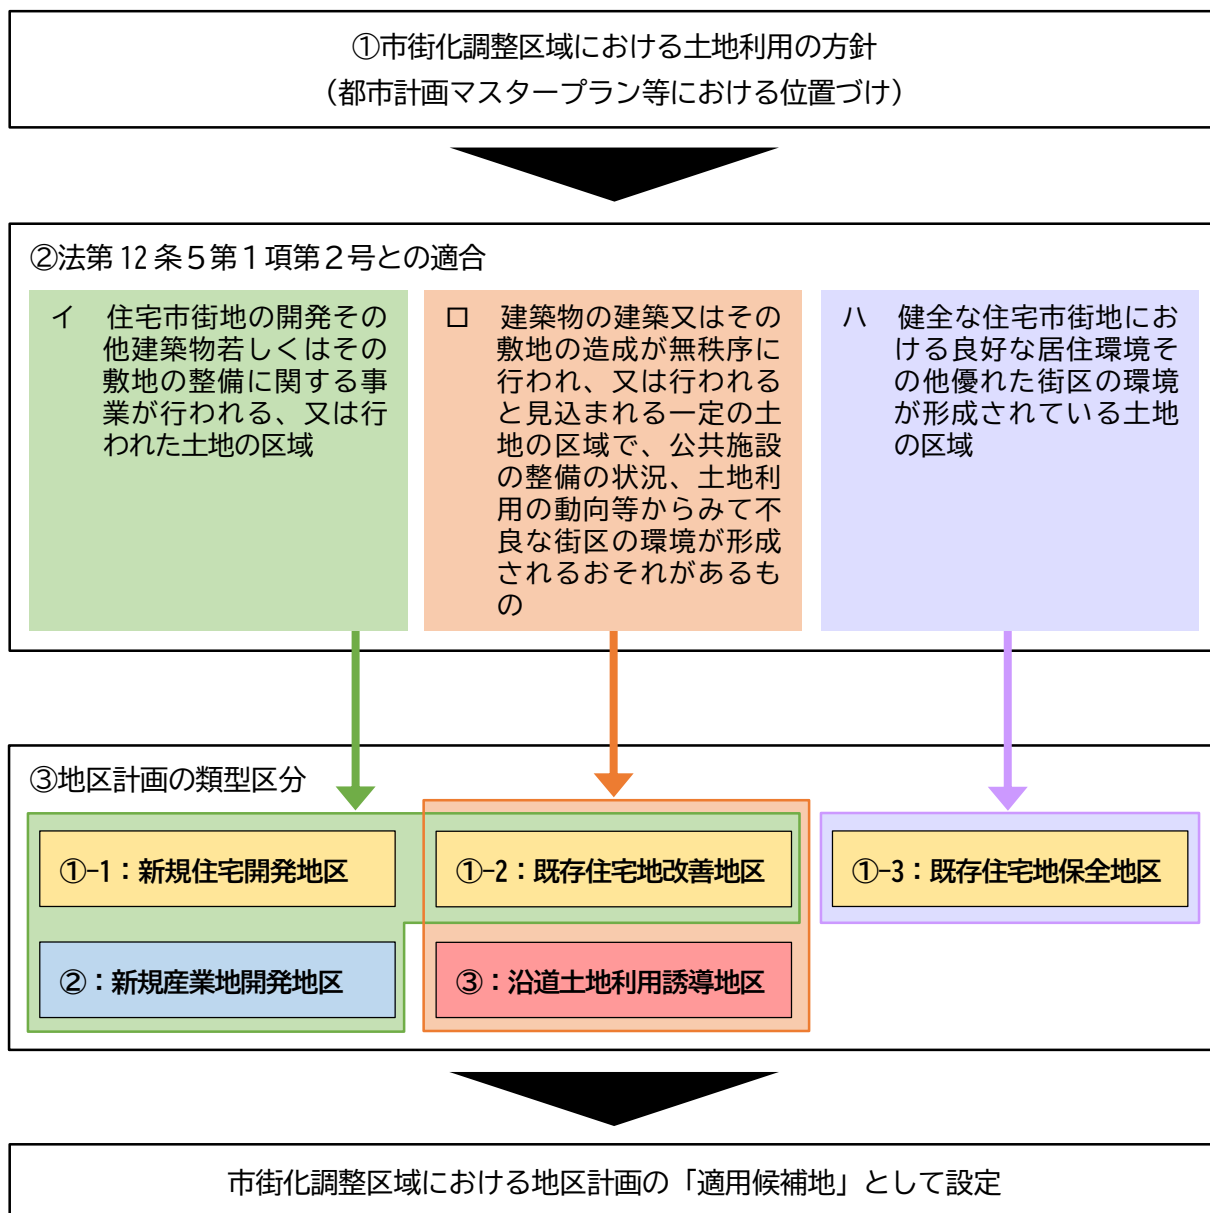 ①市街化調整区域における土地利用の方針
（都市計画マスタープラン等における位置づけ）
②法第12条５第１項第２号との適合
イ　住宅市街地の開発その
他建築物若しくはその
敷地の整備に関する事
業が行われる、又は行
われた土地の区域
ロ　建築物の建築又はその
敷地の造成が無秩序に
行われ、又は行われる
と見込まれる一定の土
地の区域で、公共施設
の整備の状況、土地利
用の動向等からみて不
良な街区の環境が形成
されるおそれがあるも
の
ハ　健全な住宅市街地にお
ける良好な居住環境そ
の他優れた街区の環境
が形成されている土地
の区域
③地区計画の類型区分
①-1：新規住宅開発地区
①-2：既存住宅地改善地区
①-3：既存住宅地保全地区
②：新規産業地開発地区
③：沿道土地利用誘導地区
市街化調整区域における地区計画の「適用候補地」として設定